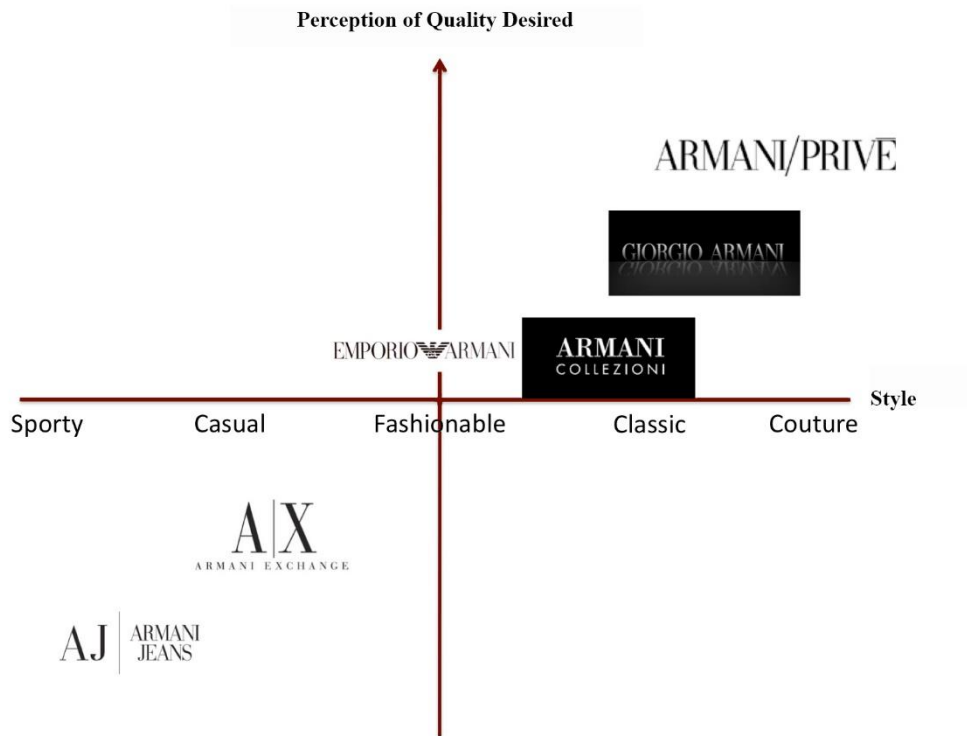 Perception of Quality Desired
ARMANI/PRIVĒ
GIORGIO ARMANI
EMPORIO ARMANI
ARMANI
COLLEZIONI
Style
Sporty Casual Fashionable Classic Couture
A|X
ARMANI EXCHANGE
AJ
ARMANI
JEANS